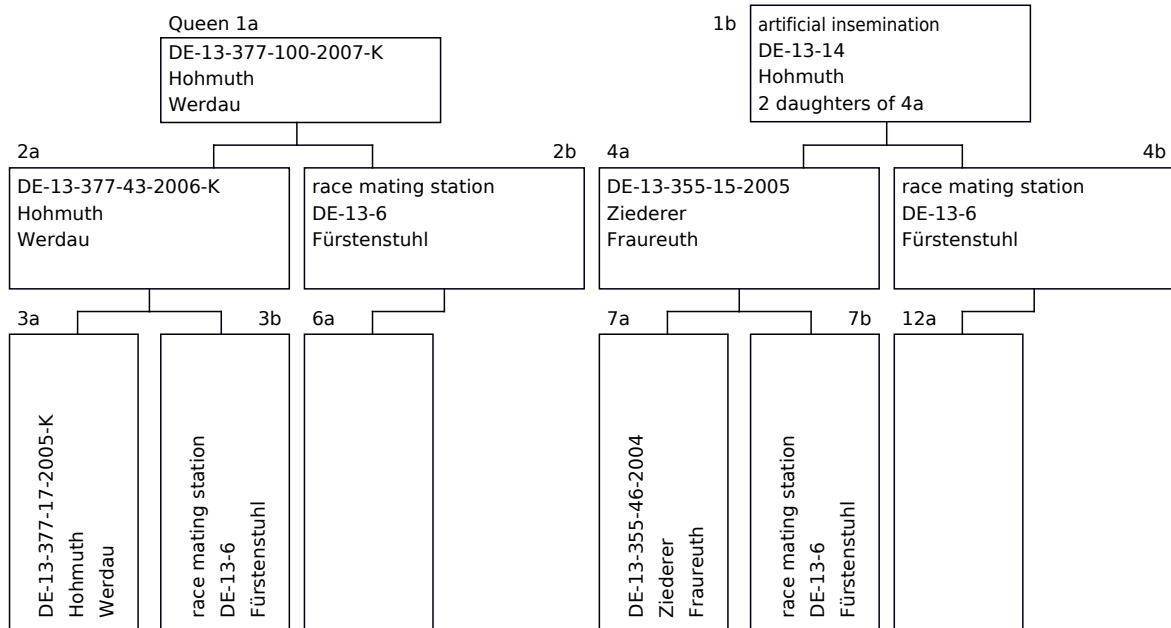 Queen 1a
DE-13-377-100-2007-K
Hohmuth
Werdau
1b
artificial insemination
DE-13-14
Hohmuth
2 daughters of 4a
2a
DE-13-377-43-2006-K
Hohmuth
Werdau
2b
race mating station
DE-13-6
Fürstenstuhl
4a
DE-13-355-15-2005
Ziederer
Fraureuth
4b
race mating station
DE-13-6
Fürstenstuhl
3a
DE-13-377-17-2005-K
Hohmuth
Werdau
3b
race mating station
DE-13-6
Fürstenstuhl
6a
7a
DE-13-355-46-2004
Ziederer
Fraureuth
7b
race mating station
DE-13-6
Fürstenstuhl
12a